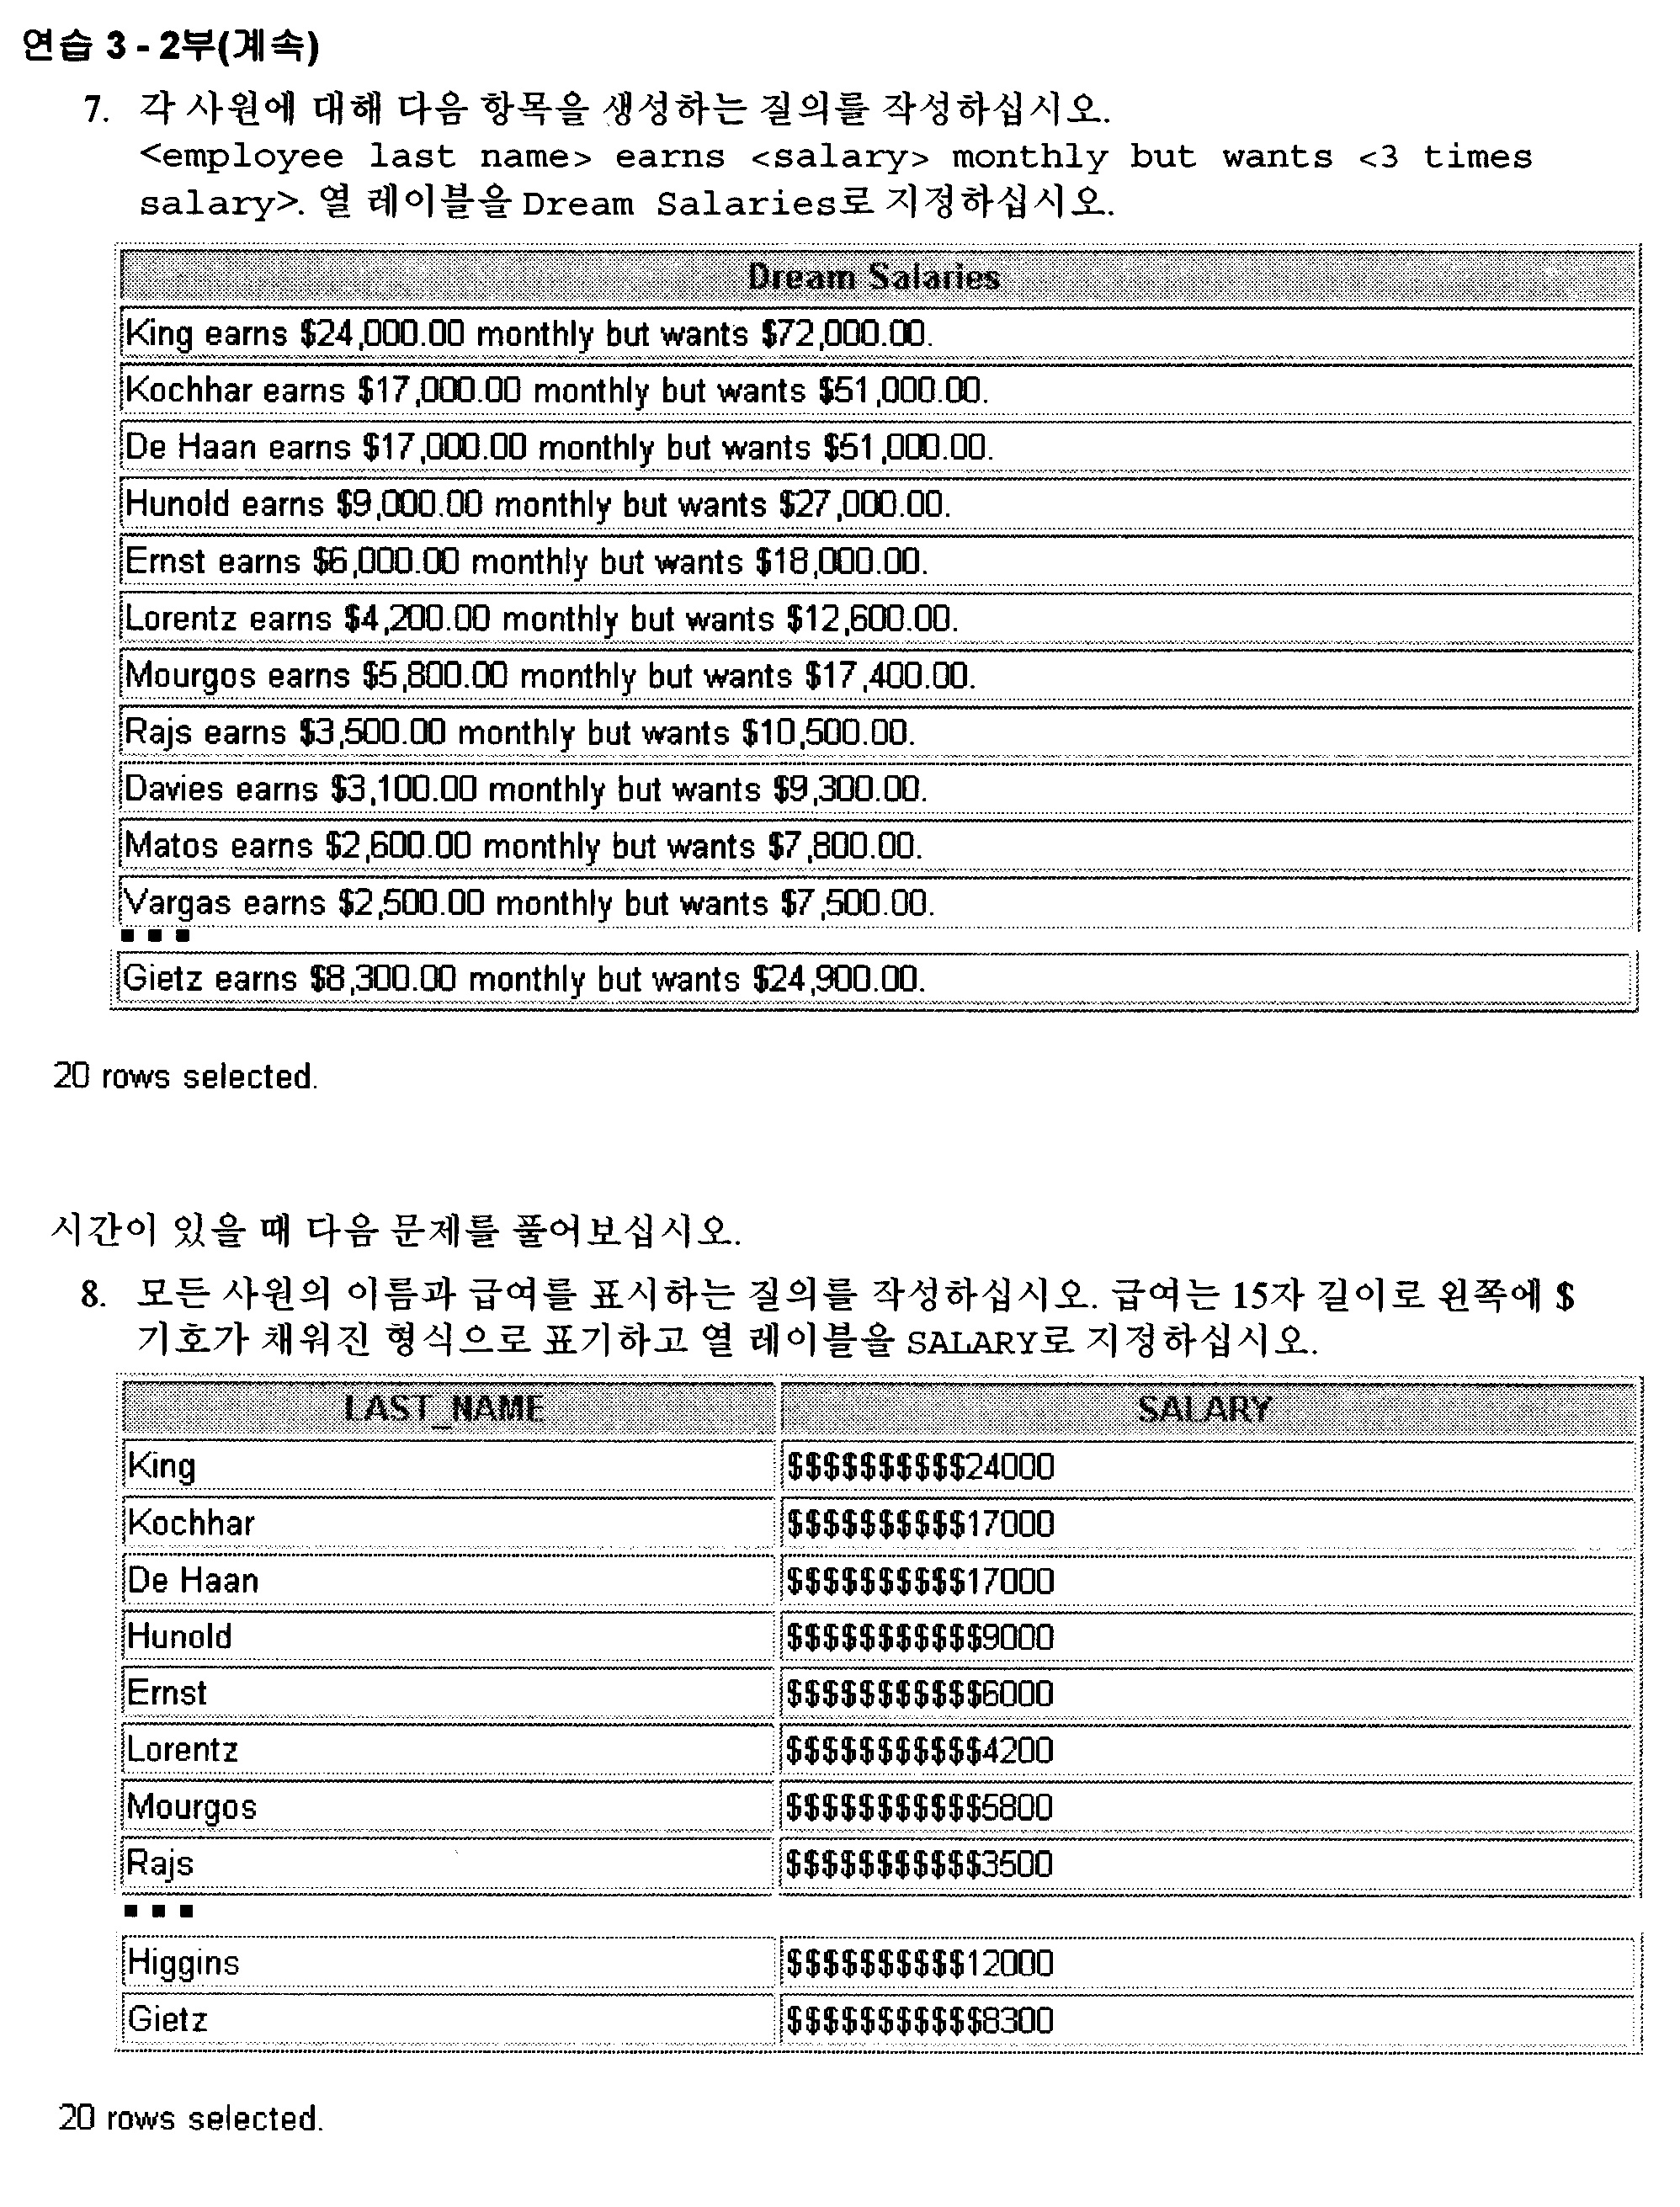 연습 3 - 2부(계속)
7. 각 사원에 대해 다음 항목을 생성하는 질의를 작성하십시오.
<employee last name> earns <salary> monthly but wants <3 times
salary>. 열 레이블을 Dream Salaries로 지정하십시오.
Dream Salaries
King earns $24,000.00 monthly but wants $72,000.00.
Kochhar earns $17,000.00 monthly but wants $51,000.00.
De Haan earns $17,000.00 monthly but wants $51,000.00.
Hunold earns $9,000.00 monthly but wants $27,000.00.
Ernst earns $6,000.00 monthly but wants $18,000.00.
Lorentz earns $4,200.00 monthly but wants $12,600.00.
Mourgos earns $5,800.00 monthly but wants $17,400.00.
Rajs earns $3,500.00 monthly but wants $10,500.00.
Davies earns $3,100.00 monthly but wants $9,300.00.
Matos earns $2,600.00 monthly but wants $7,800.00.
Vargas earns $2,500.00 monthly but wants $7,500.00.
Gietz earns $8,300.00 monthly but wants $24,900.00.
20 rows selected.
시간이 있을 때 다음 문제를 풀어보십시오.
8. 모든 사원의 이름과 급여를 표시하는 질의를 작성하십시오. 급여는 15자 길이로 왼쪽에 $
기호가 채워진 형식으로 표기하고 열 레이블을 SALARY로 지정하십시오.
LAST_NAME SALARY
King $$$$$$$$$$24000
Kochhar $$$$$$$$$$17000
De Haan $$$$$$$$$$17000
Hunold $$$$$$$$$$$9000
Ernst $$$$$$$$$$$6000
Lorentz $$$$$$$$$$$4200
Mourgos $$$$$$$$$$$5800
Rajs $$$$$$$$$$$3500
Higgins $$$$$$$$$$12000
Gietz $$$$$$$$$$$8300
20 rows selected.